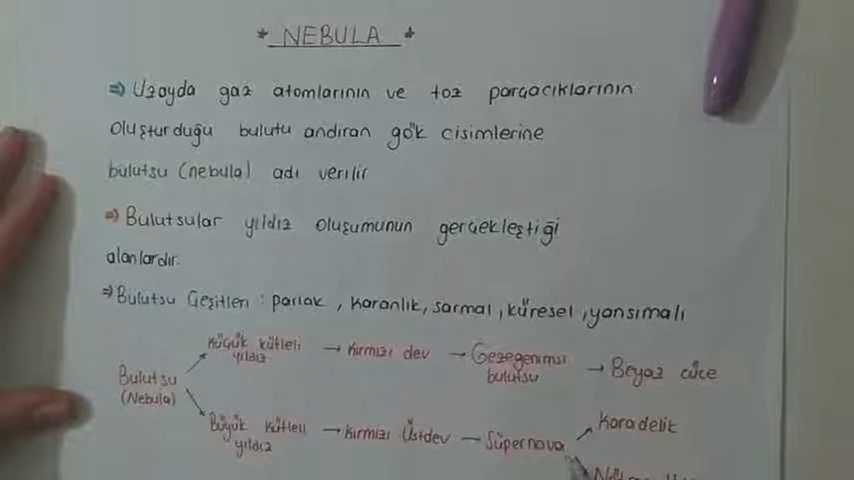 * NEBULA *
⇒ Uzayda gaz atomlarının ve toz parçacıklarının
oluşturduğu bulutu andıran gök cisimlerine
bulutsu (nebula) adı verilir
⇒ Bulutsular yıldız oluşumunun gerçekleştiği
alanlardır.
⇒ Bulutsu Çeşitleri : parlak , karanlık, sarmal , küresel , yansımalı
Küçük kütleli yıldız → Kırmızı dev → Gezegenimsi bulutsu → Beyaz cüce
Bulutsu
(Nebula)
Büyük kütleli yıldız → Kırmızı Üstdev → Süpernova
Karadelik